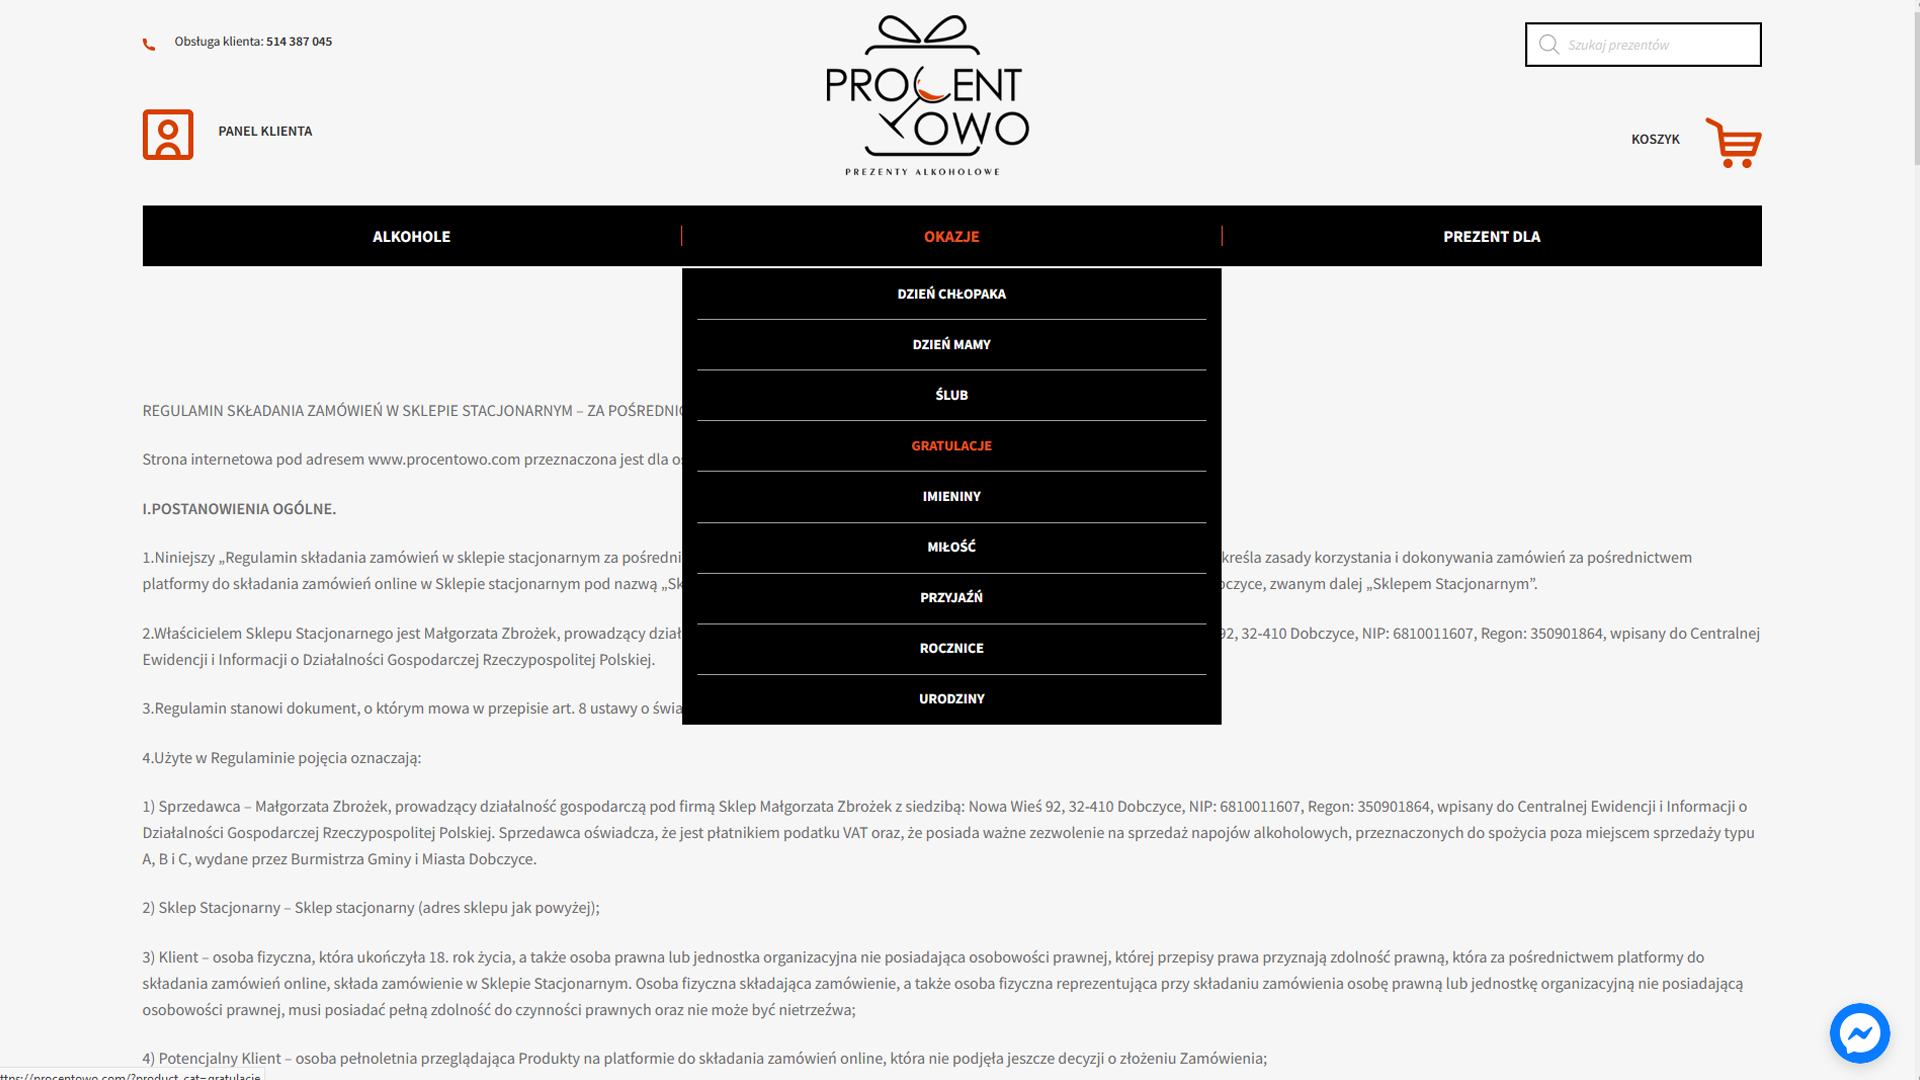 Obsługa klienta: 514 387 045
PROCENT
OWO
PREZENTY ALKOHOLOWE
Szukaj prezentów
PANEL KLIENTA
KOSZYK
ALKOHOLE
OKAZJE
PREZENT DLA
DZIEŃ CHŁOPAKA
DZIEŃ MAMY
ŚLUB
GRATULACJE
IMIENINY
MIŁOŚĆ
PRZYJAŹŃ
ROCZNICE
URODZINY
REGULAMIN SKŁADANIA ZAMÓWIEŃ W SKLEPIE STACJONARNYM – ZA POŚREDNIC
Strona internetowa pod adresem www.procentowo.com przeznaczona jest dla os
I.POSTANOWIENIA OGÓLNE.
1.Niniejszy „Regulamin składania zamówień w sklepie stacjonarnym za pośredni kreśla zasady korzystania i dokonywania zamówień za pośrednictwem
platformy do składania zamówień online w Sklepie stacjonarnym pod nazwą „Sk czyce, zwanym dalej „Sklepem Stacjonarnym”.
2.Właścicielem Sklepu Stacjonarnego jest Małgorzata Zbrożek, prowadzący dział 92, 32-410 Dobczyce, NIP: 6810011607, Regon: 350901864, wpisany do Centralnej
Ewidencji i Informacji o Działalności Gospodarczej Rzeczypospolitej Polskiej.
3.Regulamin stanowi dokument, o którym mowa w przepisie art. 8 ustawy o świa
4.Użyte w Regulaminie pojęcia oznaczają:
1) Sprzedawca – Małgorzata Zbrożek, prowadzący działalność gospodarczą pod firmą Sklep Małgorzata Zbrożek z siedzibą: Nowa Wieś 92, 32-410 Dobczyce, NIP: 6810011607, Regon: 350901864, wpisany do Centralnej Ewidencji i Informacji o
Działalności Gospodarczej Rzeczypospolitej Polskiej. Sprzedawca oświadcza, że jest płatnikiem podatku VAT oraz, że posiada ważne zezwolenie na sprzedaż napojów alkoholowych, przeznaczonych do spożycia poza miejscem sprzedaży typu
A, B i C, wydane przez Burmistrza Gminy i Miasta Dobczyce.
2) Sklep Stacjonarny – Sklep stacjonarny (adres sklepu jak powyżej);
3) Klient – osoba fizyczna, która ukończyła 18. rok życia, a także osoba prawna lub jednostka organizacyjna nie posiadająca osobowości prawnej, której przepisy prawa przyznają zdolność prawną, która za pośrednictwem platformy do
składania zamówień online, składa zamówienie w Sklepie Stacjonarnym. Osoba fizyczna składająca zamówienie, a także osoba fizyczna reprezentująca przy składaniu zamówienia osobę prawną lub jednostkę organizacyjną nie posiadającą
osobowości prawnej, musi posiadać pełną zdolność do czynności prawnych oraz nie może być nietrzeźwa;
4) Potencjalny Klient – osoba pełnoletnia przeglądająca Produkty na platformie do składania zamówień online, która nie podjęła jeszcze decyzji o złożeniu Zamówienia;
ttps://procentowo.com/?product_cat=gratulacje